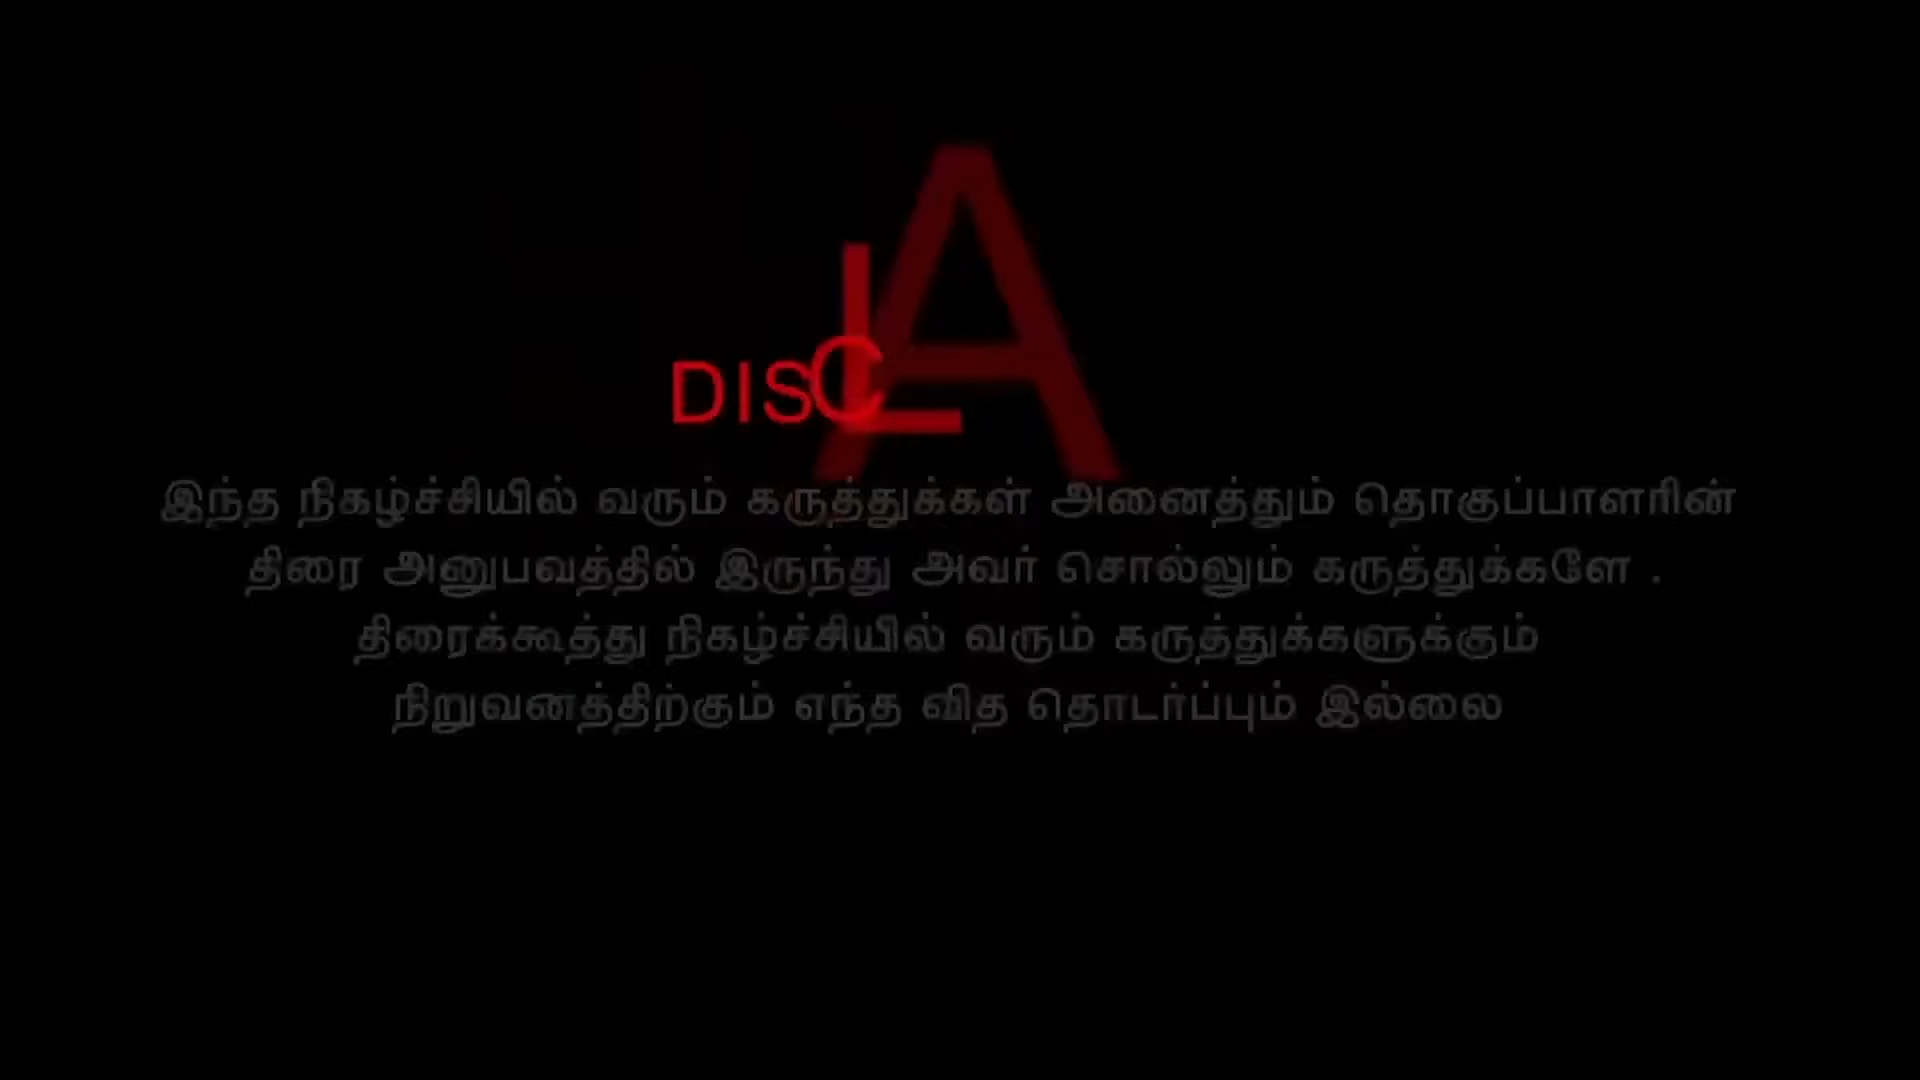 DISCLA
இந்த நிகழ்ச்சியில் வரும் கருத்துக்கள் அனைத்தும் தொகுப்பாளரின்
திரை அனுபவத்தில் இருந்து அவர் சொல்லும் கருத்துக்களே .
திரைக்கூத்து நிகழ்ச்சியில் வரும் கருத்துக்களுக்கும்
நிறுவனத்திற்கும் எந்த வித தொடர்ப்பும் இல்லை